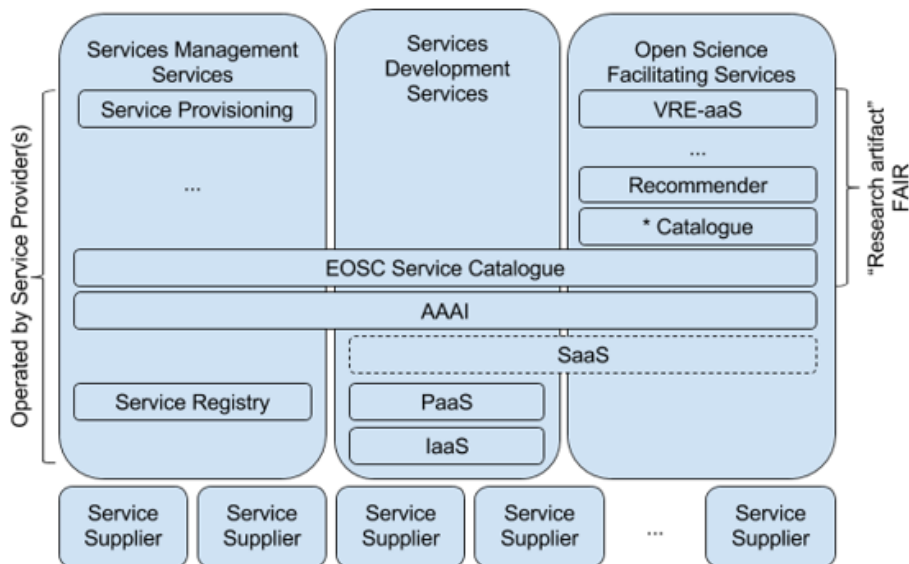 Services Management
Services
Service Provisioning
...
Services
Development
Services
Open Science
Facilitating Services
VRE-aaS
...
Recommender
* Catalogue
EOSC Service Catalogue
AAAI
SaaS
Service Registry
PaaS
IaaS
Operated by Service Provider(s)
“Research artifact”
FAIR
Service
Supplier
Service
Supplier
Service
Supplier
Service
Supplier
...
Service
Supplier